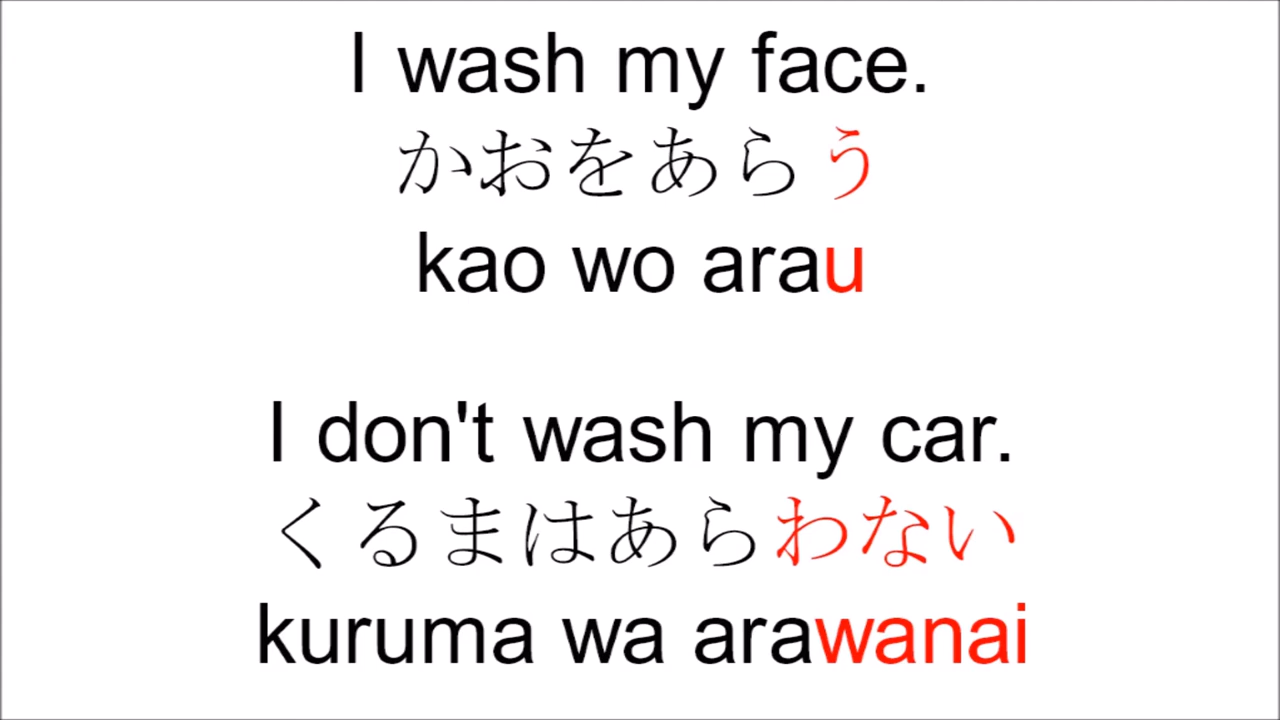 I wash my face.
かおをあらう
kao wo arau
I don't wash my car.
くるまはあらわない
kuruma wa arawanai